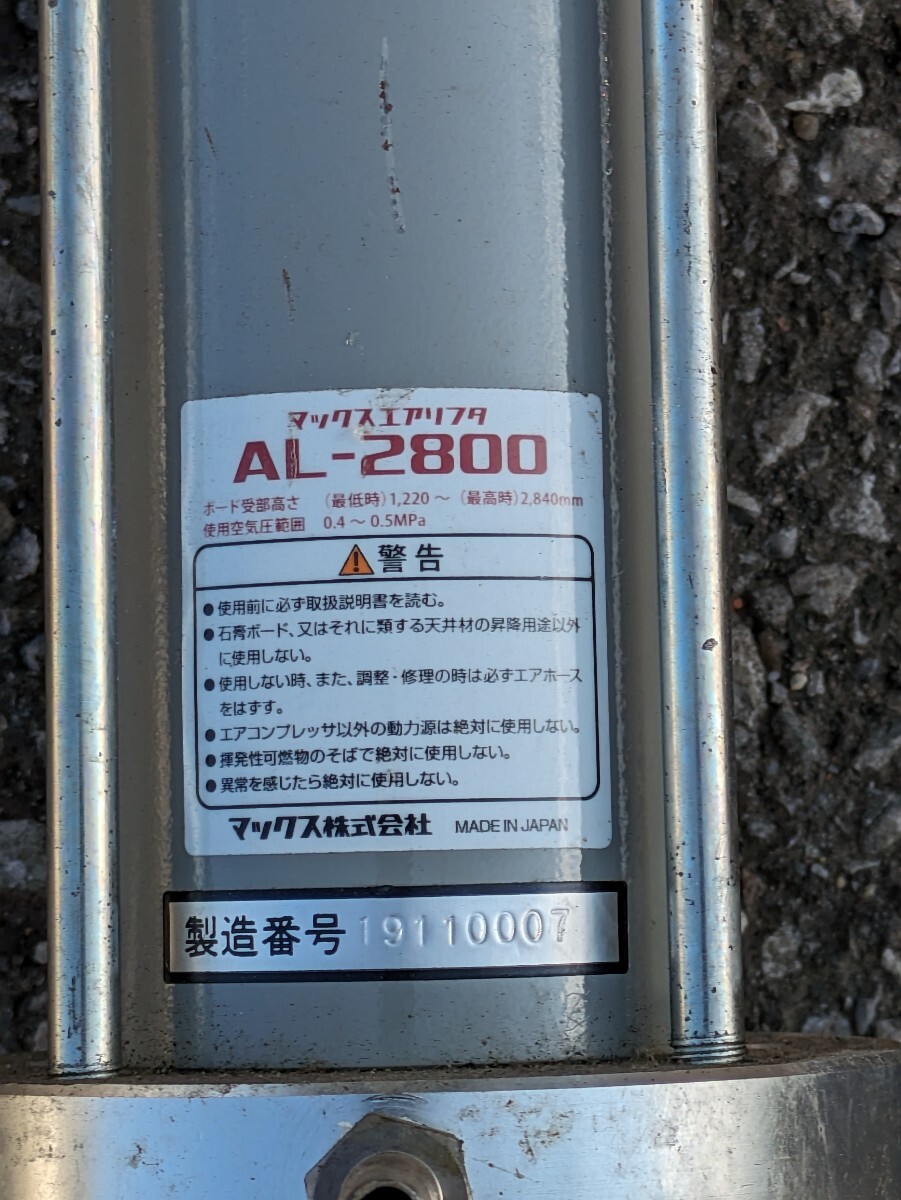 マックスエアリフタ
AL-2800
ボード受部高さ (最低時)1,220～(最高時)2,840mm
使用空気圧範囲 0.4～0.5MPa
警告
●使用前に必ず取扱説明書を読む。
●石膏ボード、又はそれに類する天井材の昇降用途以外
に使用しない。
●使用しない時、また、調整・修理の時は必ずエアホース
をはずす。
●エアコンプレッサ以外の動力源は絶対に使用しない。
●揮発性可燃物のそばで絶対に使用しない。
●異常を感じたら絶対に使用しない。
マックス株式会社 MADE IN JAPAN
製造番号 19110007